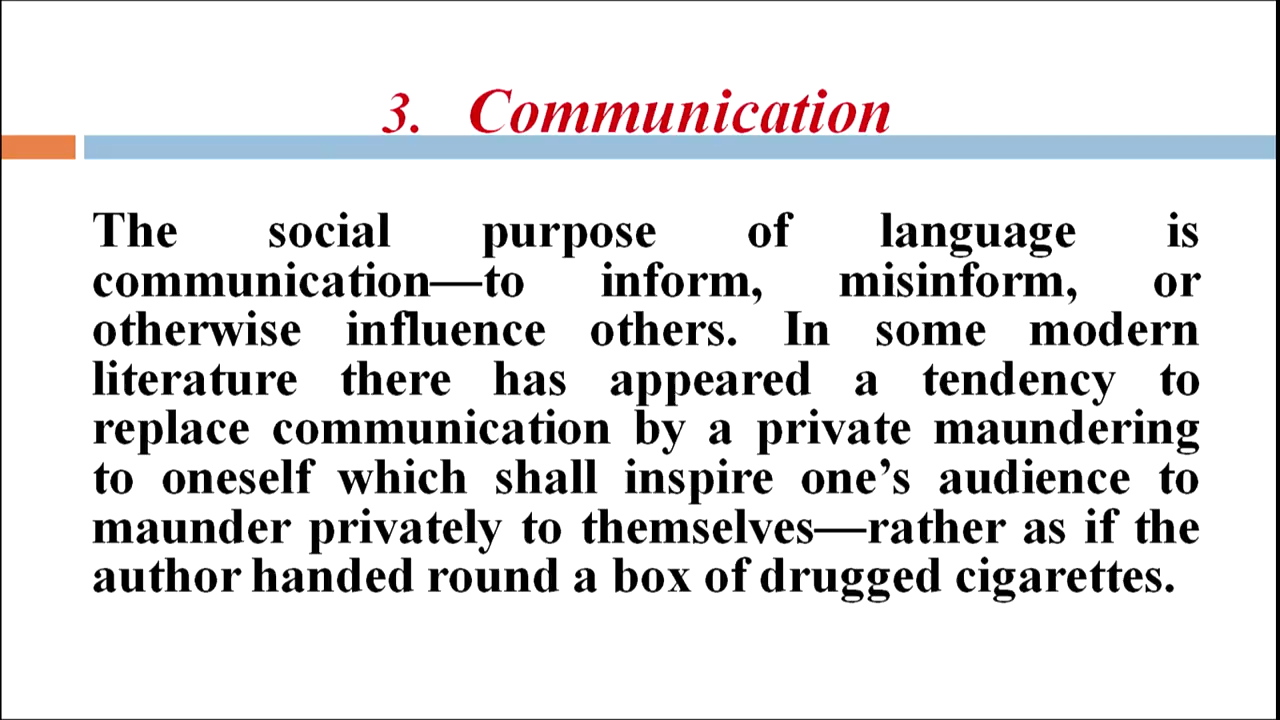 3. Communication
The social purpose of language is
communication—to inform, misinform, or
otherwise influence others. In some modern
literature there has appeared a tendency to
replace communication by a private maundering
to oneself which shall inspire one’s audience to
maunder privately to themselves—rather as if the
author handed round a box of drugged cigarettes.